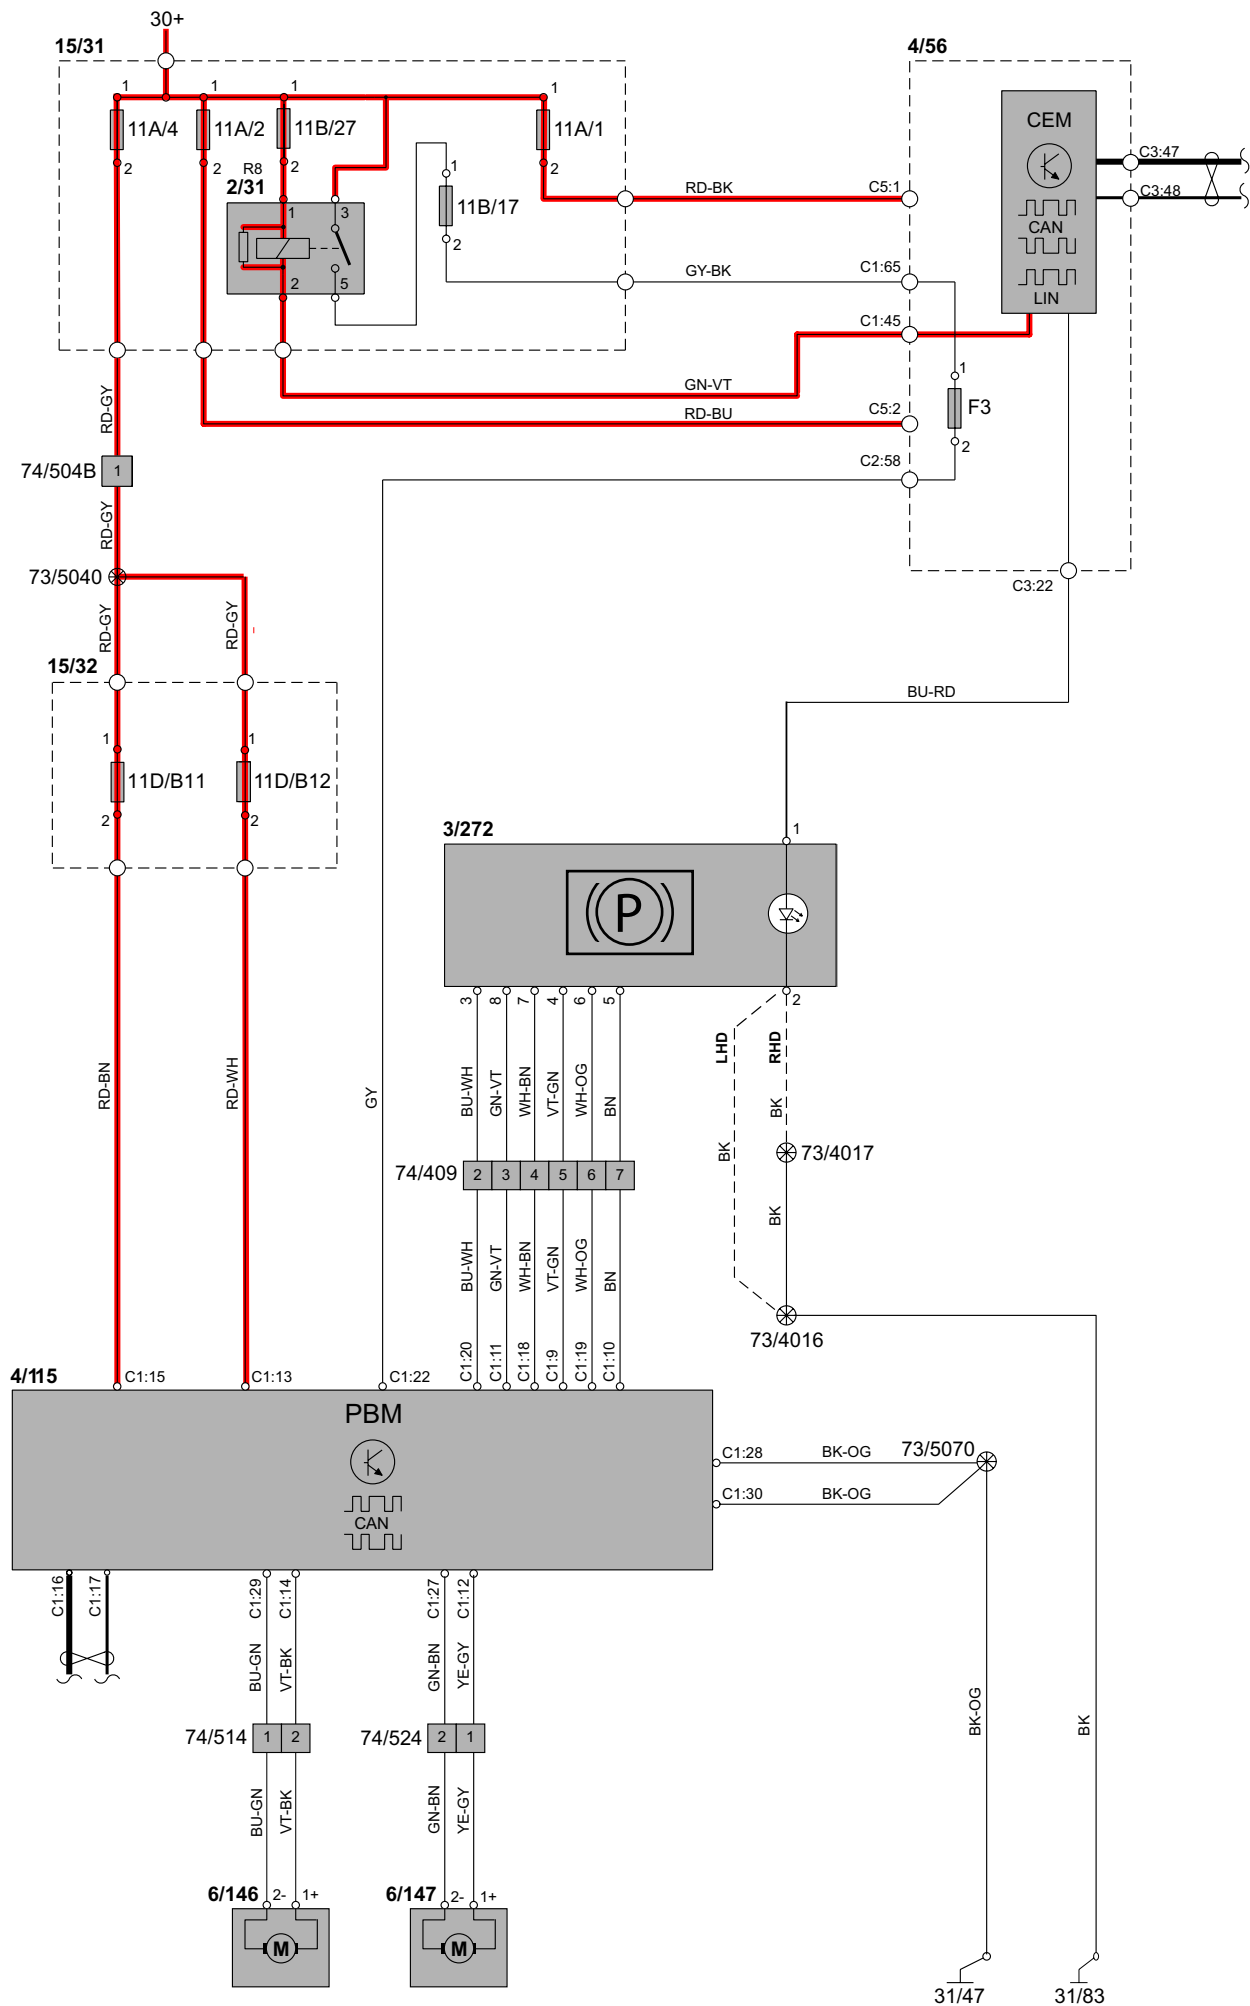 30+
15/31
4/56
1
1
1
1
11A/4
11A/2
11B/27
11A/1
CEM
C3:47
2
2
2
2
R8
2/31
1
C3:48
RD-BK
C5:1
1
3
11B/17
CAN
2
GY-BK
C1:65
2
5
LIN
C1:45
1
GN-VT
RD-GY
RD-BU
C5:2
F3
2
74/504B
1
C2:58
RD-GY
73/5040
C3:22
RD-GY
RD-GY
15/32
BU-RD
1
1
11D/B11
11D/B12
2
2
3/272
1
P
3
8
7
4
6
5
2
LHD
RHD
RD-BN
RD-WH
GY
BU-WH
GN-VT
WH-BN
VT-GN
WH-OG
BN
BK
BK
73/4017
74/409
2
3
4
5
6
7
BK
BU-WH
GN-VT
WH-BN
VT-GN
WH-OG
BN
73/4016
C1:20
C1:11
C1:18
C1:9
C1:19
C1:10
4/115
C1:15
C1:13
C1:22
PBM
CAN
C1:28
BK-OG
73/5070
C1:30
BK-OG
C1:16
C1:17
C1:29
C1:14
C1:27
C1:12
BU-GN
VT-BK
GN-BN
YE-GY
BK-OG
BK
74/514
1
2
74/524
2
1
BU-GN
VT-BK
GN-BN
YE-GY
6/146
2-
1+
6/147
2-
1+
M
M
31/47
31/83